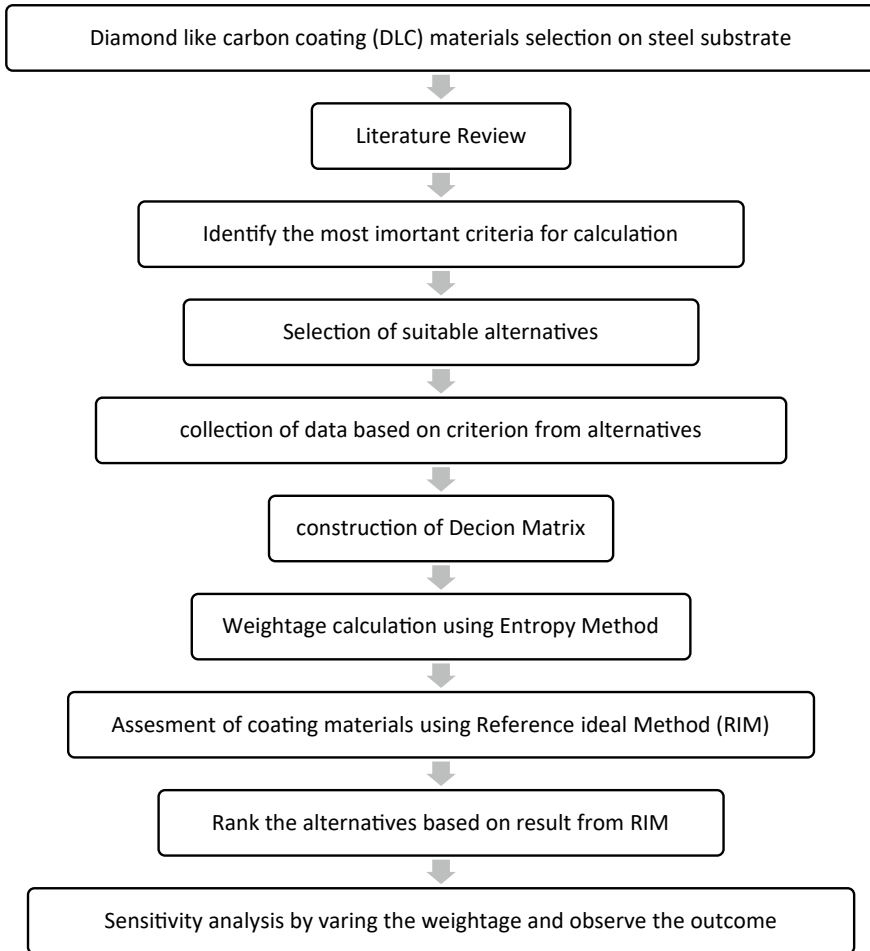 Diamond like carbon coating (DLC) materials selection on steel substrate
Literature Review
Identify the most imortant criteria for calculation
Selection of suitable alternatives
collection of data based on criterion from alternatives
construction of Decion Matrix
Weightage calculation using Entropy Method
Assesment of coating materials using Reference ideal Method (RIM)
Rank the alternatives based on result from RIM
Sensitivity analysis by varing the weightage and observe the outcome